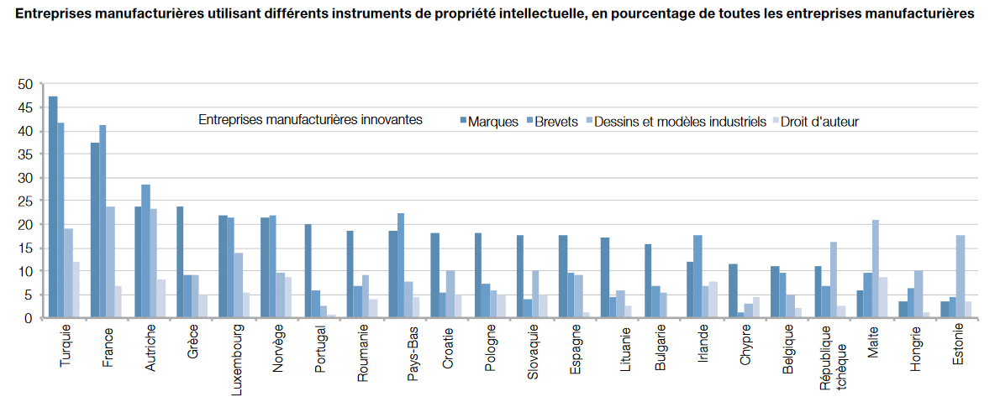 Entreprises manufacturières utilisant différents instruments de propriété intellectuelle, en pourcentage de toutes les entreprises manufacturières
50
45
40
35
30
25
20
15
10
5
0
Entreprises manufacturières innovantes
Marques
Brevets
Dessins et modèles industriels
Droit d'auteur
Turquie
France
Autriche
Grèce
Luxembourg
Norvège
Portugal
Roumanie
Pays-Bas
Croatie
Pologne
Slovaquie
Espagne
Lituanie
Bulgarie
Irlande
Chypre
Belgique
République
tchèque
Malte
Hongrie
Estonie